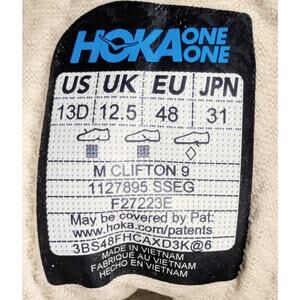 HOKA ONE ONE
US UK EU JPN
13D 12.5 48 31
M CLIFTON 9
1127895 SSEG
F27223E
May be covered by Pat:
www.hoka.com/patents
3BS48FHCAXD3K@6
MADE IN VIETNAM
FABRIQUÉ AU VIETNAM
HECHO EN VIETNAM